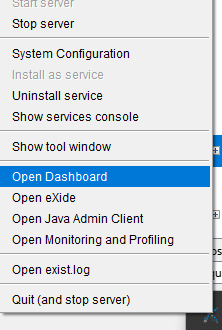 Start server
Stop server
System Configuration
Install as service
Uninstall service
Show services console
Show tool window
Open Dashboard
Open eXide
Open Java Admin Client
Open Monitoring and Profiling
Open exist.log
Quit (and stop server)